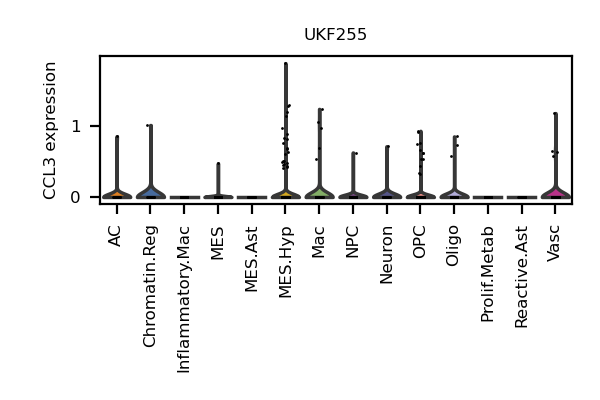 UKF255
CCL3 expression
1
0
AC
Chromatin.Reg
Inflammatory.Mac
MES
MES.Ast
MES.Hyp
Mac
NPC
Neuron
OPC
Oligo
Prolif.Metab
Reactive.Ast
Vasc